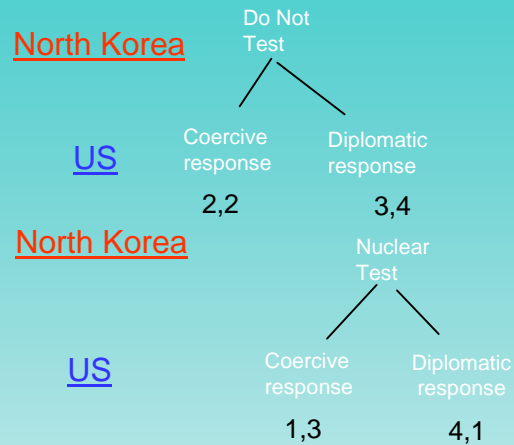 Do Not
Test
North Korea
Coercive
response
Diplomatic
response
US
2,2
3,4
North Korea
Nuclear
Test
Coercive
response
Diplomatic
response
US
1,3
4,1